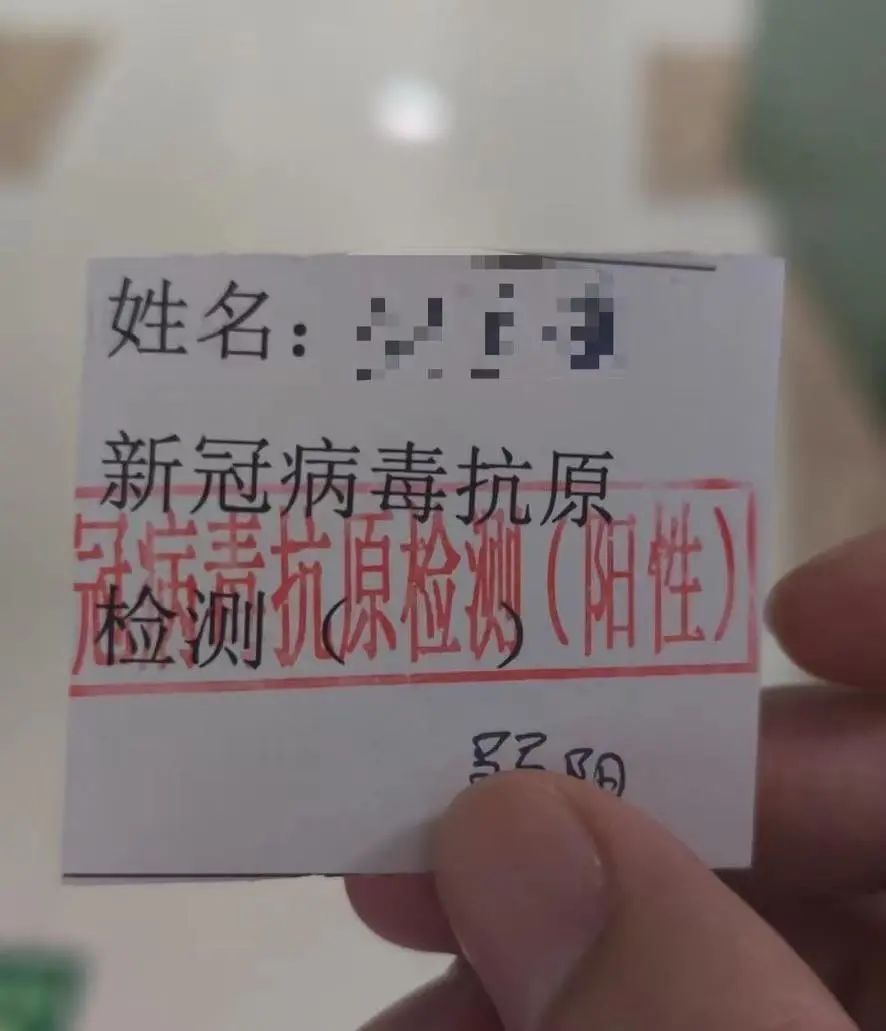 姓名：
新冠病毒抗原
冠病毒抗原检测（阳性）
检测（ ）
阳